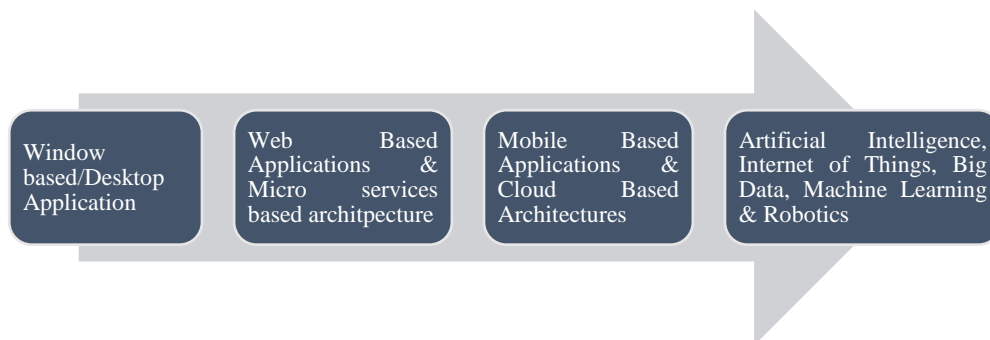 Window
based/Desktop
Application
Web Based
Applications &
Micro services
based architpecture
Mobile Based
Applications &
Cloud Based
Architectures
Artificial Intelligence,
Internet of Things, Big
Data, Machine Learning
& Robotics